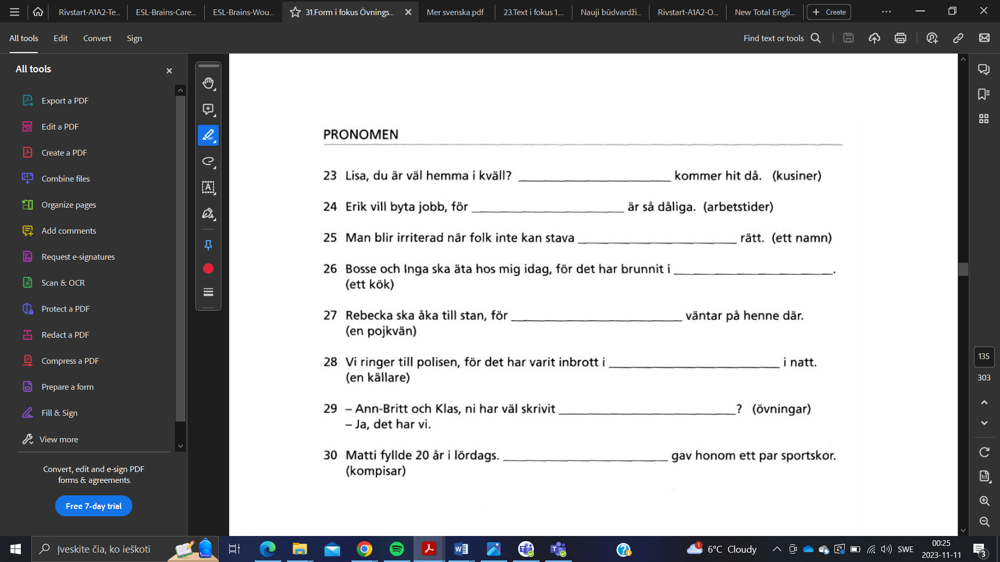 Rivstart-A1A2-Te...
ESL-Brains-Care...
ESL-Brains-Wou...
31.Form i fokus Övnings...
Mer svenska.pdf
23.Text i fokus 1....
Nauji būdvardži...
Rivstart-A1A2-O...
New Total Engli...
Create
All tools
Edit
Convert
Sign
Find text or tools
All tools
Export a PDF
Edit a PDF
Create a PDF
Combine files
Organize pages
Add comments
Request e-signatures
Scan & OCR
Protect a PDF
Redact a PDF
Compress a PDF
Prepare a form
Fill & Sign
View more
Convert, edit and e-sign PDF
forms & agreements.
Free 7-day trial
PRONOMEN
23 Lisa, du är väl hemma i kväll? ____________________ kommer hit då. (kusiner)
24 Erik vill byta jobb, för ____________________ är så dåliga. (arbetstider)
25 Man blir irriterad när folk inte kan stava ____________________ rätt. (ett namn)
26 Bosse och Inga ska äta hos mig idag, för det har brunnit i ____________________.
(ett kök)
27 Rebecka ska åka till stan, för ____________________ väntar på henne där.
(en pojkvän)
28 Vi ringer till polisen, för det har varit inbrott i ____________________ i natt.
(en källare)
29 – Ann-Britt och Klas, ni har väl skrivit ____________________? (övningar)
– Ja, det har vi.
30 Matti fyllde 20 år i lördags. ____________________ gav honom ett par sportskor.
(kompisar)
135
303
1:1
Įveskite čia, ko ieškoti
1
6°C Cloudy
SWE
00:25
2023-11-11
3